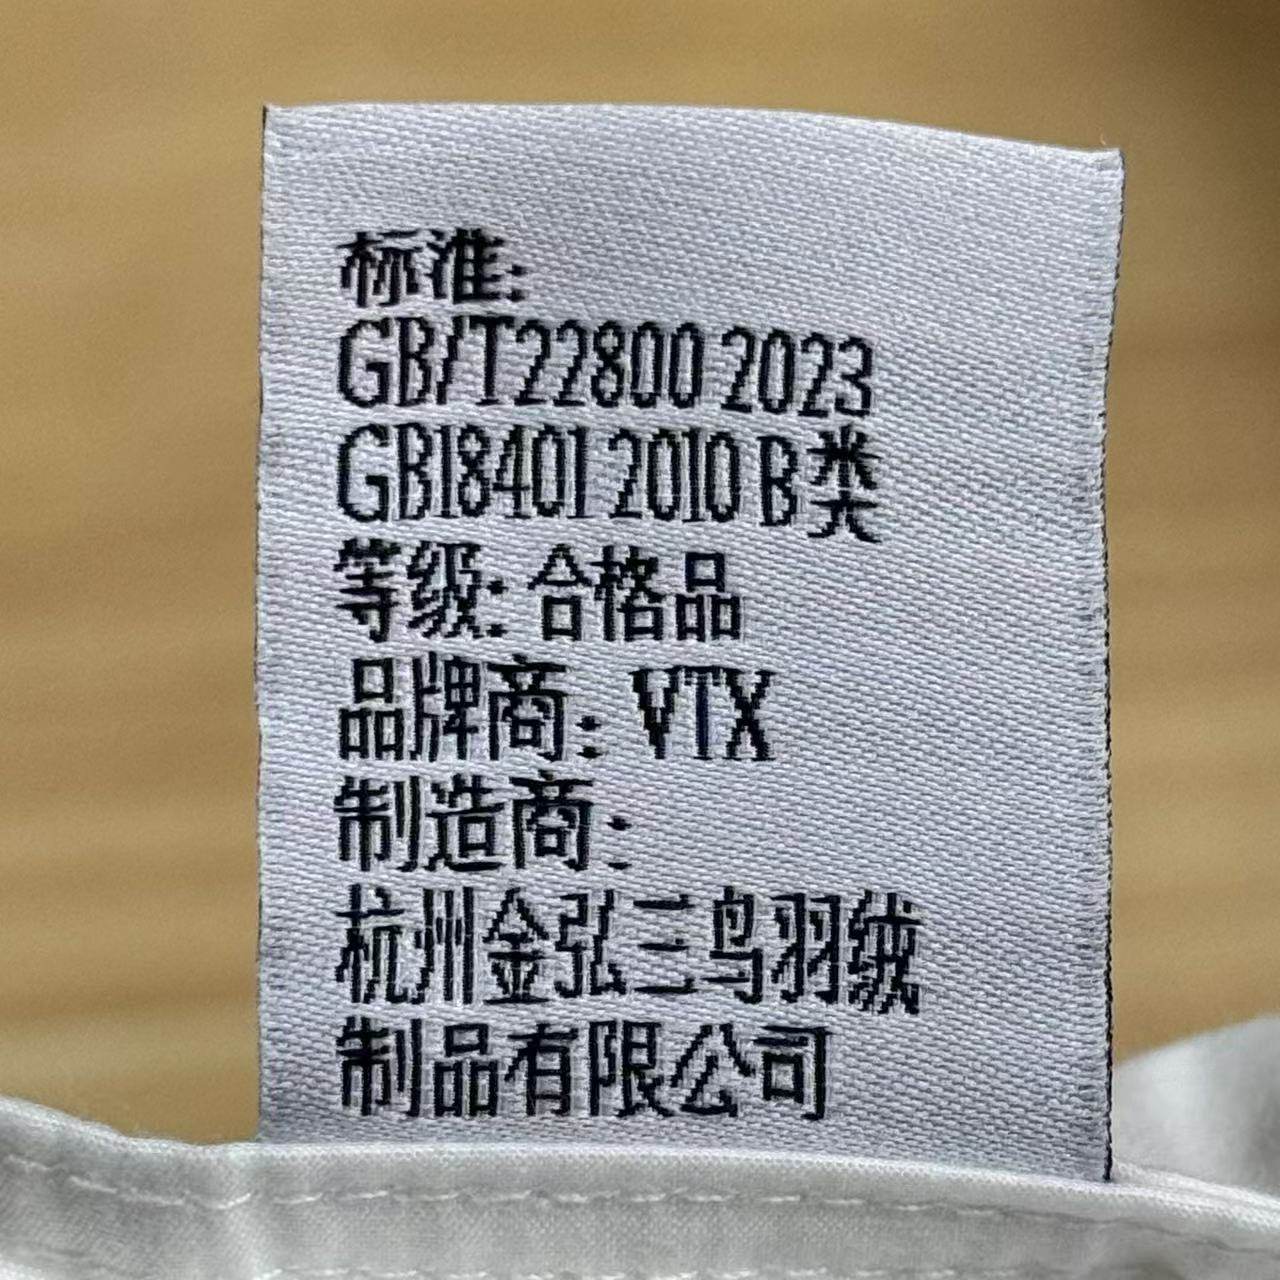 标准:
GB/T22800 2023
GB18401 2010 B类
等级: 合格品
品牌商: VTX
制造商:
杭州金弘三鸟羽绒
制品有限公司